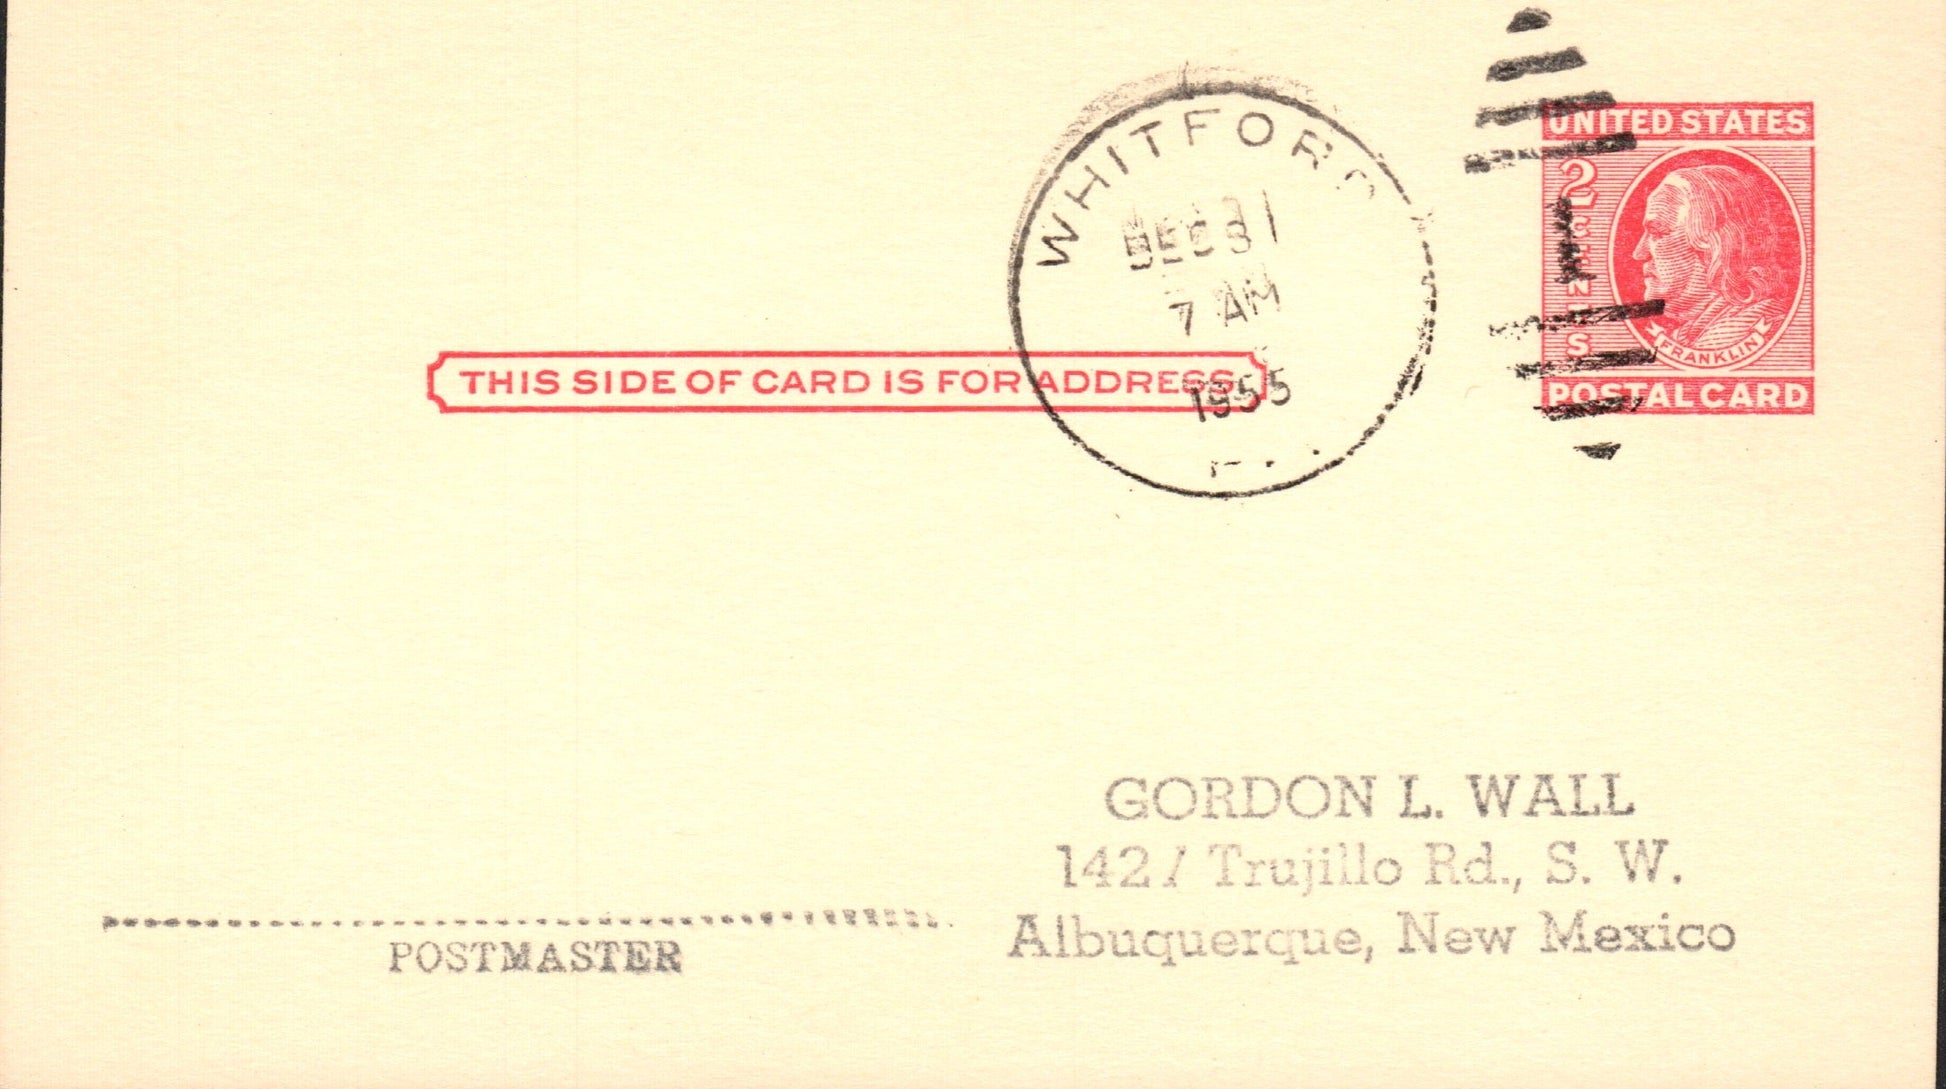 WHITFORD
DEC 31
7 AM
1955
UNITED STATES
2 CENTS
FRANKLIN
POSTAL CARD
THIS SIDE OF CARD IS FOR ADDRESS
GORDON L. WALL
1421 Trujillo Rd., S. W.
Albuquerque, New Mexico
POSTMASTER